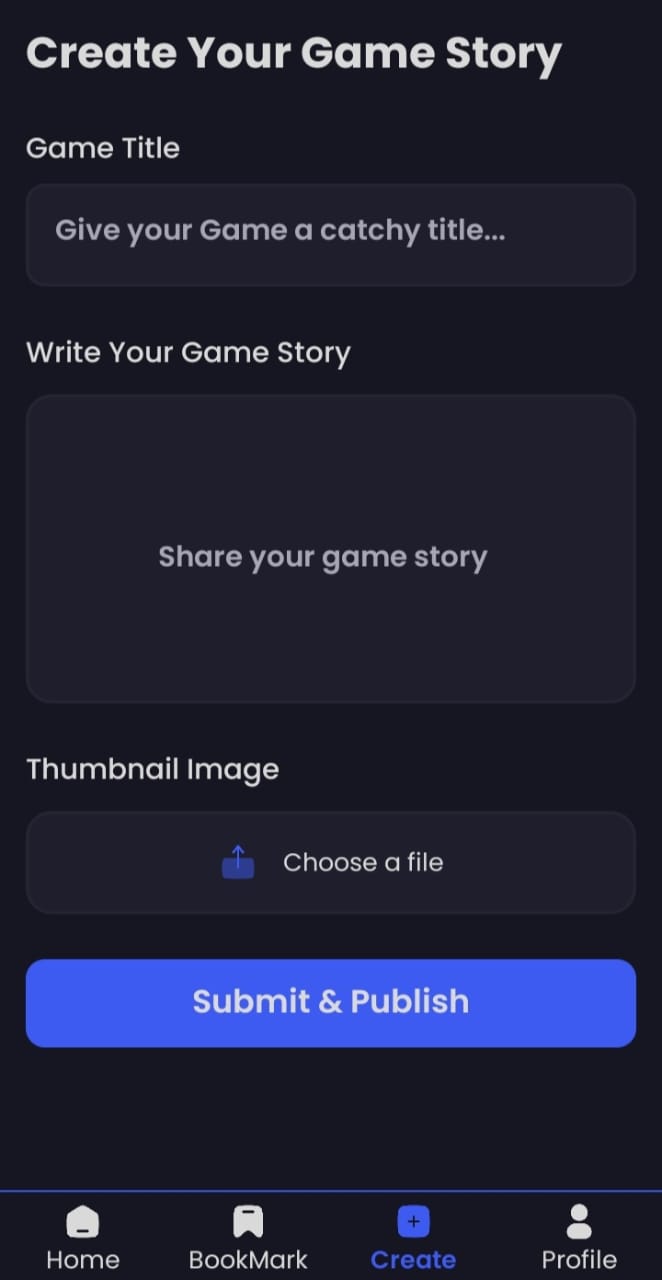 Create Your Game Story
Game Title
Give your Game a catchy title...
Write Your Game Story
Share your game story
Thumbnail Image
Choose a file
Submit & Publish
Home
BookMark
Create
Profile